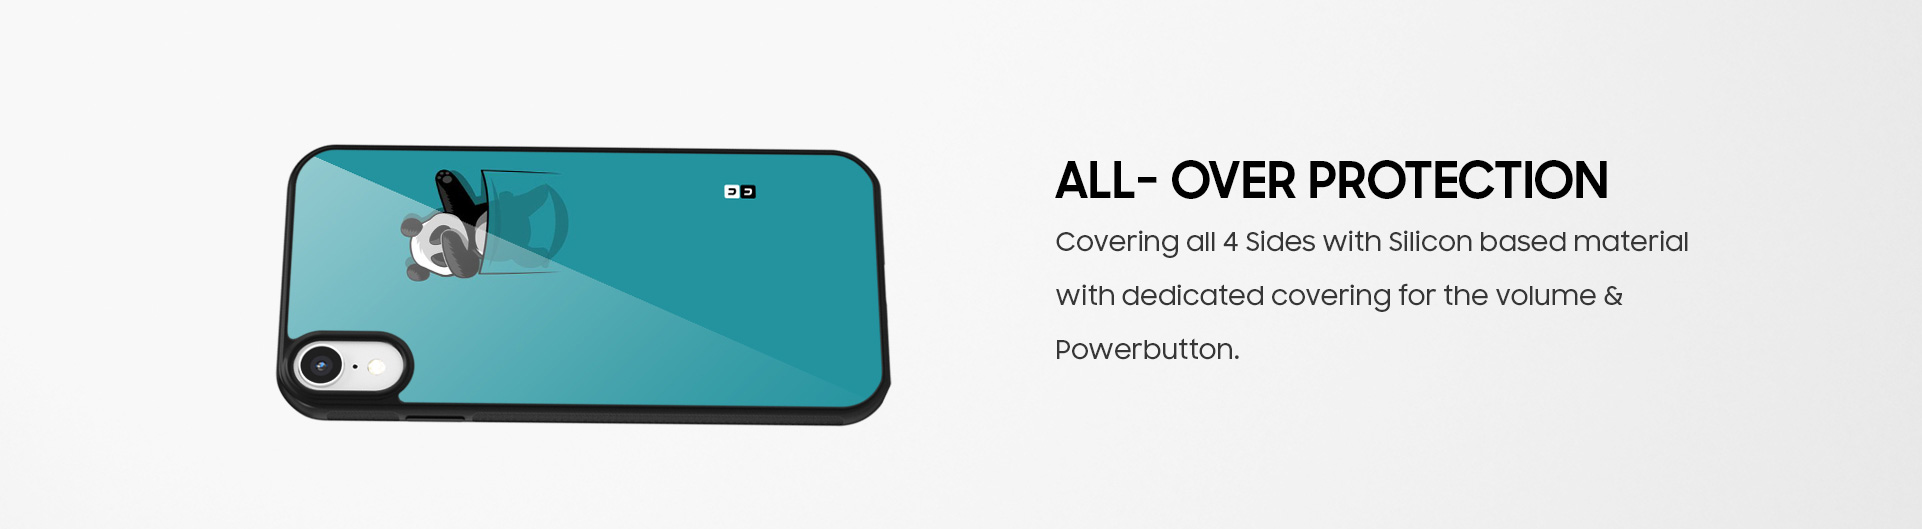 ALL- OVER PROTECTION
Covering all 4 Sides with Silicon based material
with dedicated covering for the volume &
Powerbutton.